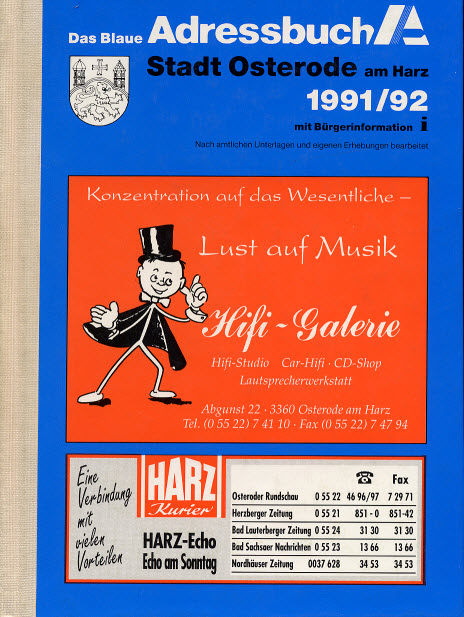 Das Blaue Adressbuch
Stadt Osterode am Harz
1991/92
mit Bürgerinformation i
Nach amtlichen Unterlagen und eigenen Erhebungen bearbeitet
Konzentration auf das Wesentliche –
Lust auf Musik
Hifi - Galerie
Hifi-Studio Car-Hifi · CD-Shop
Lautsprecherwerkstatt
Abgunst 22 · 3360 Osterode am Harz
Tel. (0 55 22) 7 41 10 · Fax (0 55 22) 7 47 94
Eine
Verbindung
mit
vielen
Vorteilen
HARZ
Kurier
HARZ-Echo
Echo am Sonntag
☎ Fax
Osteroder Rundschau 0 55 22 46 96/97 7 29 71
Herzberger Zeitung 0 55 21 851 - 0 851-42
Bad Lauterberger Zeitung 0 55 24 31 30 31 30
Bad Sachsaer Nachrichten 0 55 23 13 66 13 66
Nordhäuser Zeitung 0037 628 34 53 34 53